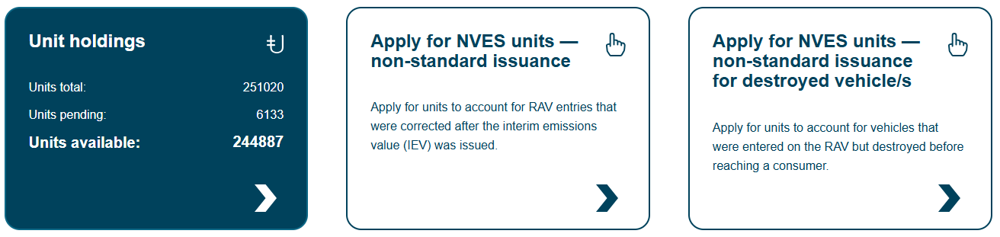 Unit holdings
Units total: 251020
Units pending: 6133
Units available: 244887
Apply for NVES units —
non-standard issuance
Apply for units to account for RAV entries that
were corrected after the interim emissions
value (IEV) was issued.
Apply for NVES units —
non-standard issuance
for destroyed vehicle/s
Apply for units to account for vehicles that
were entered on the RAV but destroyed before
reaching a consumer.